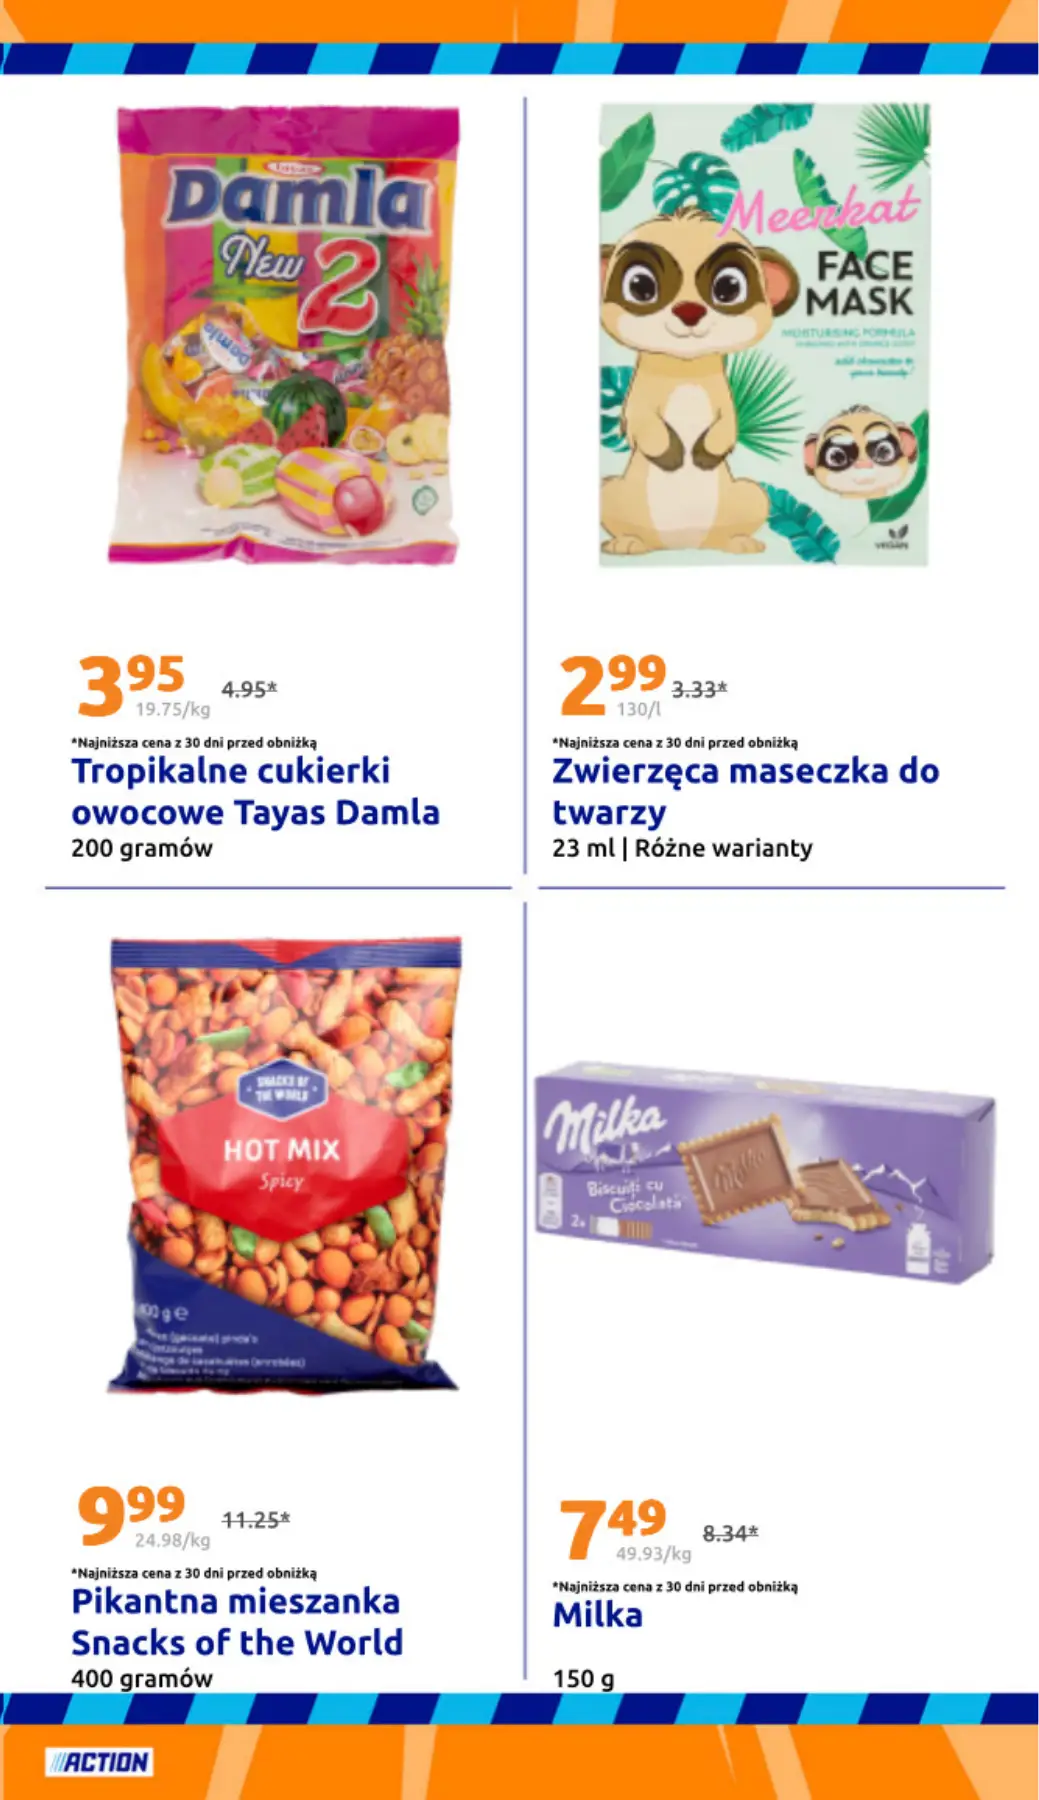 Tayas
Damla
New 2
3.95
4.95*
19.75/kg
*Najniższa cena z 30 dni przed obniżką
Tropikalne cukierki
owocowe Tayas Damla
200 gramów
Meerkat
FACE
MASK
MOISTURISING FORMULA
VEGAN
2.99
3.33*
130/l
*Najniższa cena z 30 dni przed obniżką
Zwierzęca maseczka do
twarzy
23 ml | Różne warianty
SNACKS OF
THE WORLD
HOT MIX
Spicy
400 g e
9.99
11.25*
24.98/kg
*Najniższa cena z 30 dni przed obniżką
Pikantna mieszanka
Snacks of the World
400 gramów
Milka
Biscuiți cu
Ciocolată
2x
7.49
8.34*
49.93/kg
*Najniższa cena z 30 dni przed obniżką
Milka
150 g
ACTION